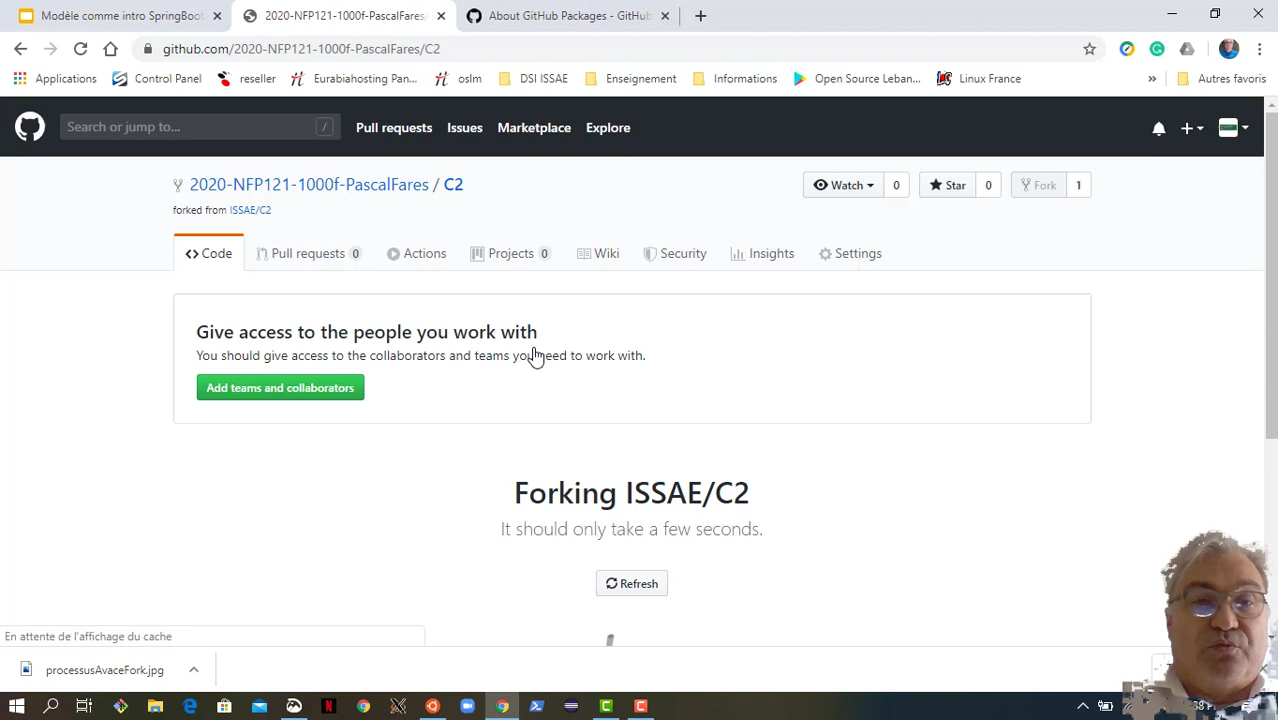 Modèle comme intro SpringBoot
2020-NFP121-1000f-PascalFares/
About GitHub Packages - GitHub
github.com/2020-NFP121-1000f-PascalFares/C2
Applications
Control Panel
reseller
Eurabiahosting Pan...
oslm
DSI ISSAE
Enseignement
Informations
Open Source Leban...
Linux France
»
Autres favoris
Search or jump to...
/
Pull requests
Issues
Marketplace
Explore
2020-NFP121-1000f-PascalFares / C2
Watch
0
Star
0
Fork
1
forked from ISSAE/C2
Code
Pull requests 0
Actions
Projects 0
Wiki
Security
Insights
Settings
Give access to the people you work with
You should give access to the collaborators and teams you need to work with.
Add teams and collaborators
Forking ISSAE/C2
It should only take a few seconds.
Refresh
En attente de l'affichage du cache
processusAvaceFork.jpg